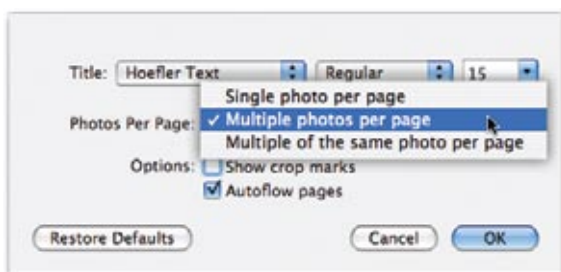 Title: Hoefler Text Regular 15
Single photo per page
Photos Per Page: ✓ Multiple photos per page
Multiple of the same photo per page
Options: Show crop marks
Autoflow pages
Restore Defaults Cancel OK